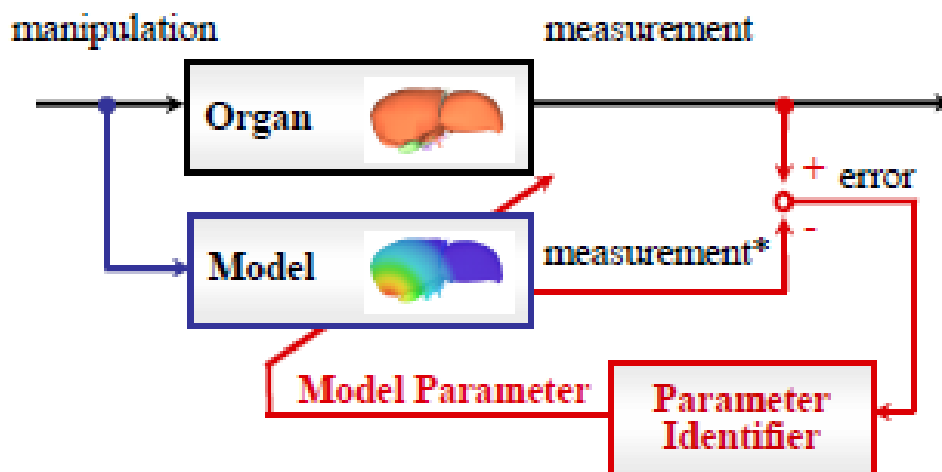 manipulation
measurement
Organ
+
error
-
Model
measurement*
Model Parameter
Parameter
Identifier